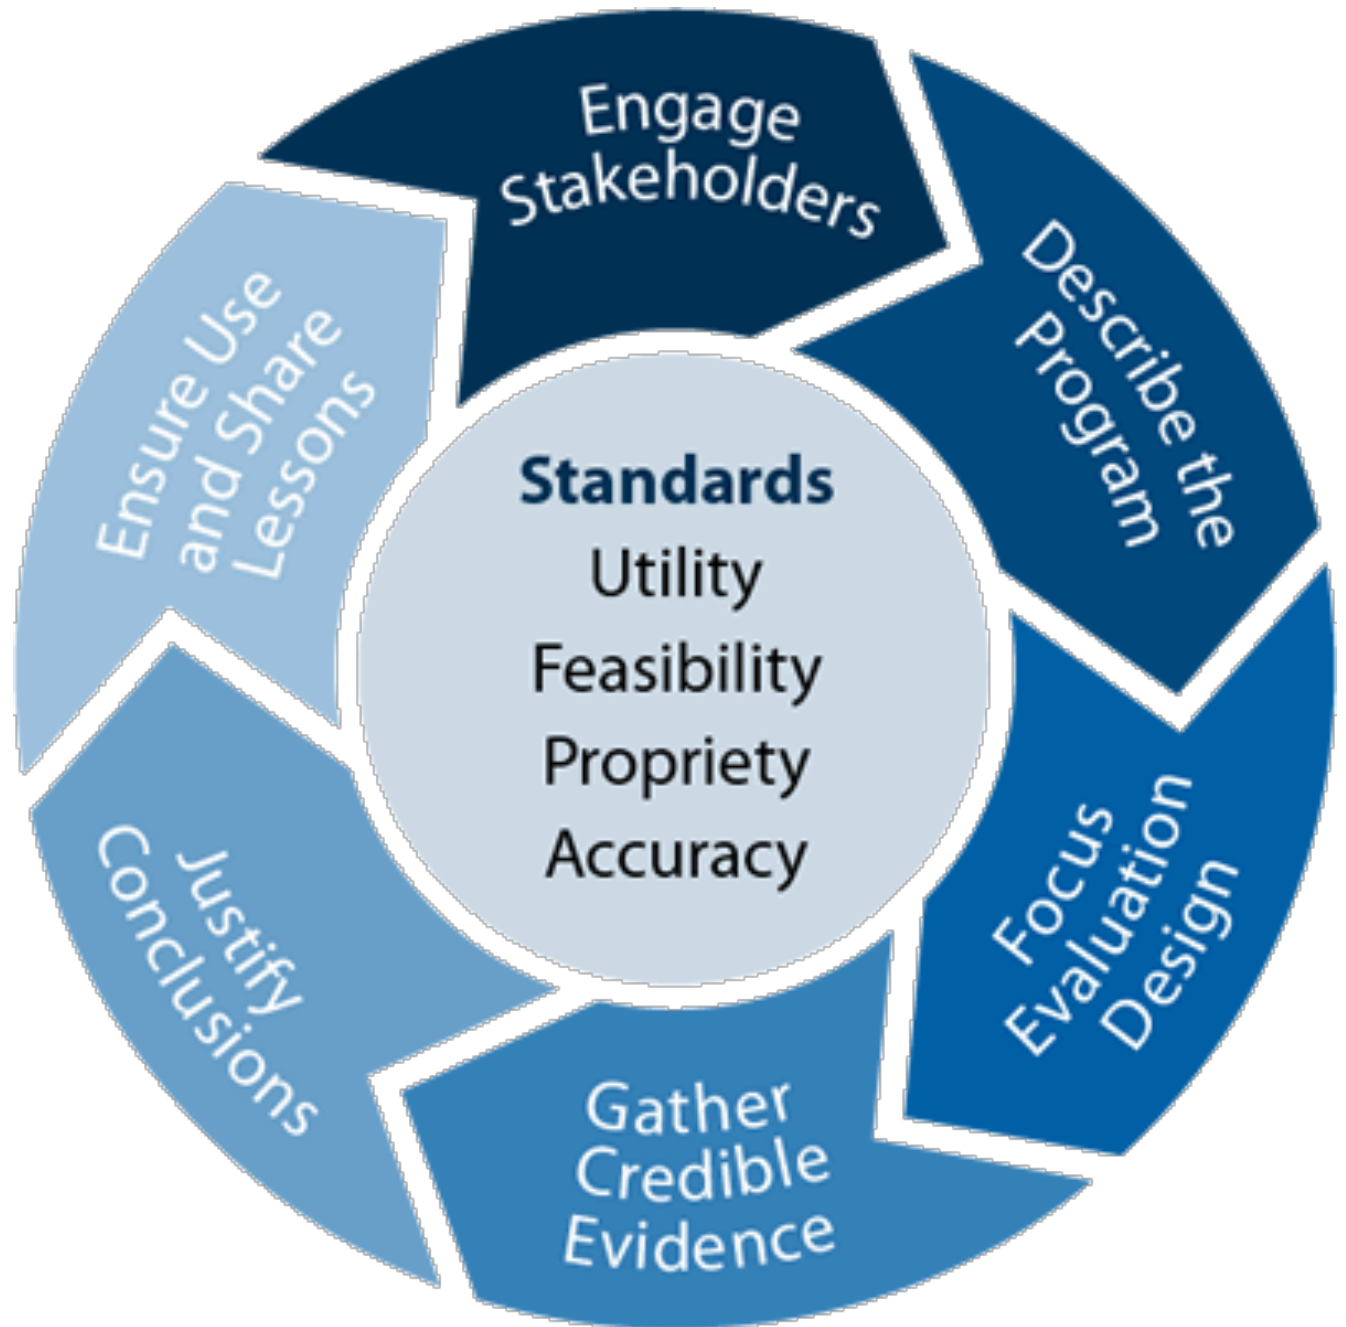 Engage
Stakeholders
Describe the
Program
Focus
Evaluation
Design
Gather
Credible
Evidence
Justify
Conclusions
Ensure Use
and Share
Lessons
Standards
Utility
Feasibility
Propriety
Accuracy